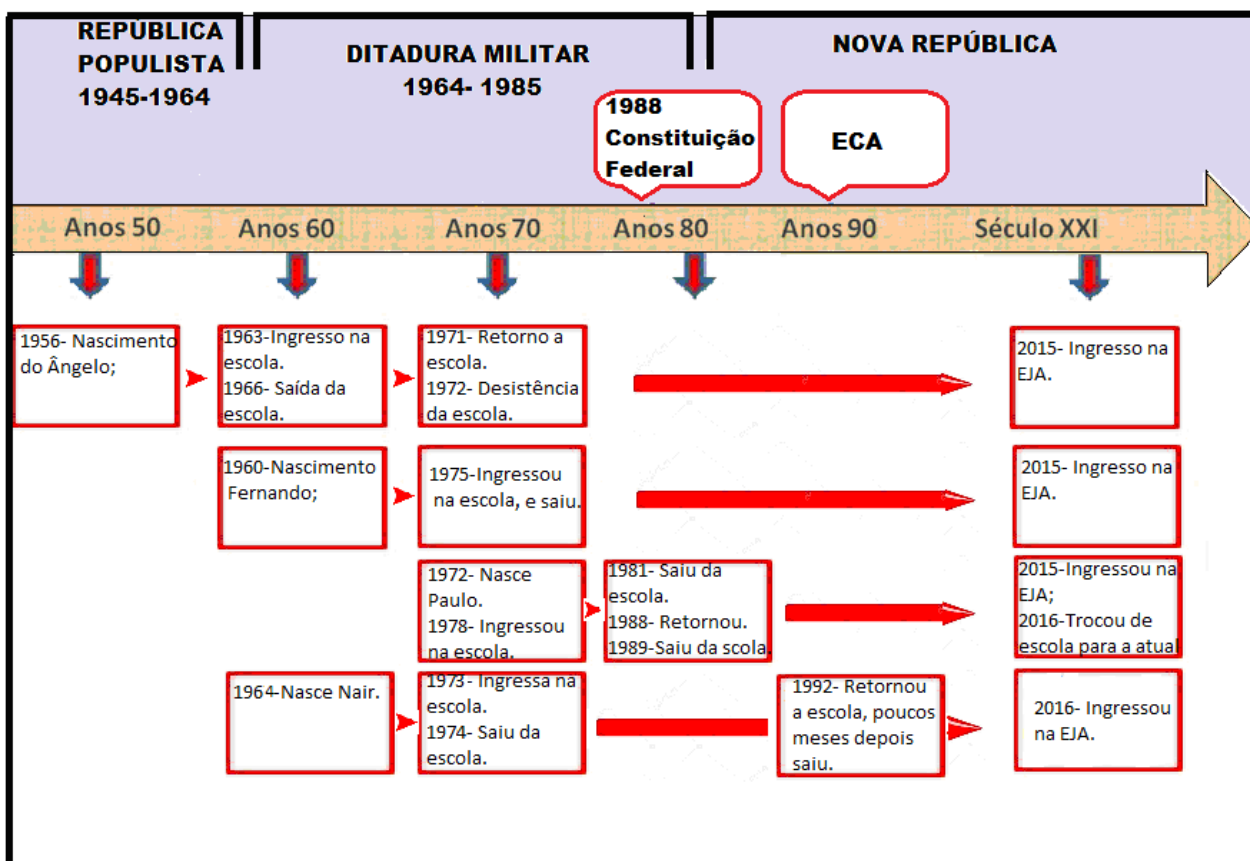 REPÚBLICA
POPULISTA
1945-1964
DITADURA MILITAR
1964- 1985
NOVA REPÚBLICA
1988
Constituição
Federal
ECA
Anos 50
Anos 60
Anos 70
Anos 80
Anos 90
Século XXI
1956- Nascimento
do Ângelo;
1963-Ingresso na
escola.
1966- Saída da
escola.
1971- Retorno a
escola.
1972- Desistência
da escola.
2015- Ingresso na
EJA.
1960-Nascimento
Fernando;
1975-Ingressou
na escola, e saiu.
2015- Ingresso na
EJA.
1972- Nasce
Paulo.
1978- Ingressou
na escola.
1981- Saiu da
escola.
1988- Retornou.
1989-Saiu da scola.
2015-Ingressou na
EJA;
2016-Trocou de
escola para a atual
1964-Nasce Nair.
1973- Ingressa na
escola.
1974- Saiu da
escola.
1992- Retornou
a escola, poucos
meses depois
saiu.
2016- Ingressou
na EJA.